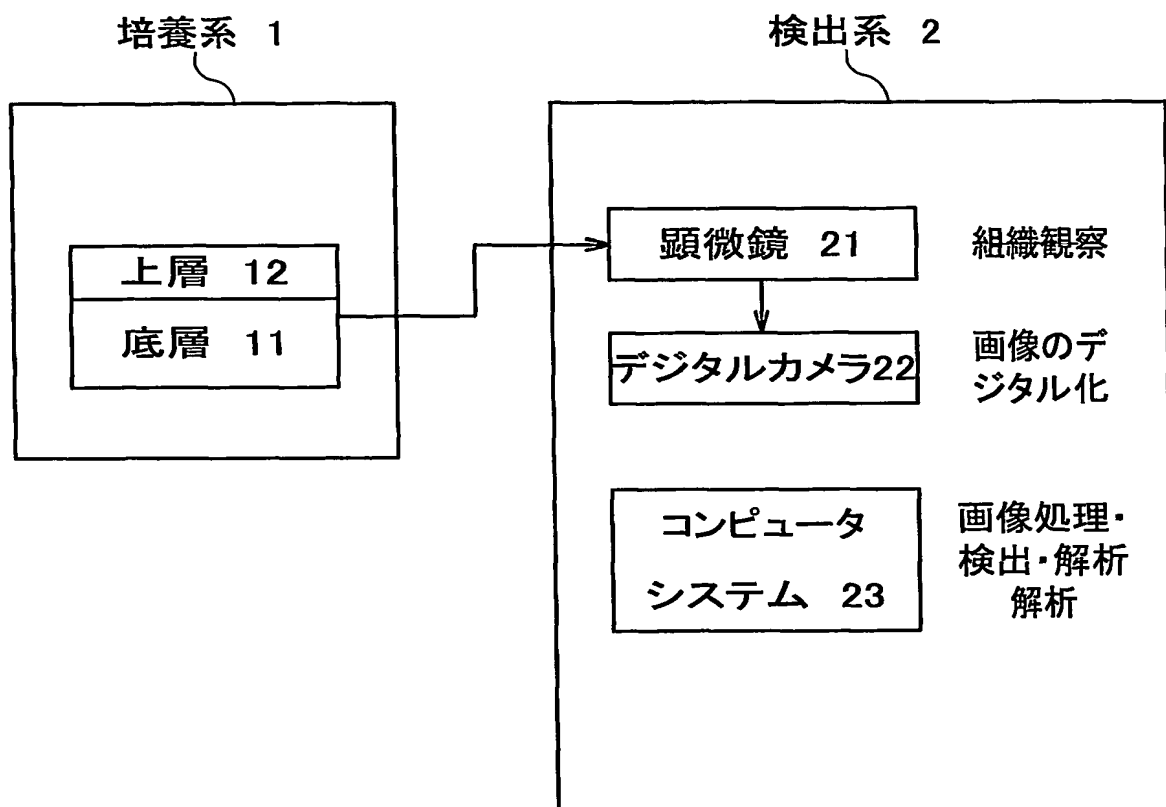 培養系 1
上層 12
底層 11
検出系 2
顕微鏡 21
組織観察
デジタルカメラ22
画像のデ
ジタル化
コンピュータ
システム 23
画像処理・
検出・解析
解析